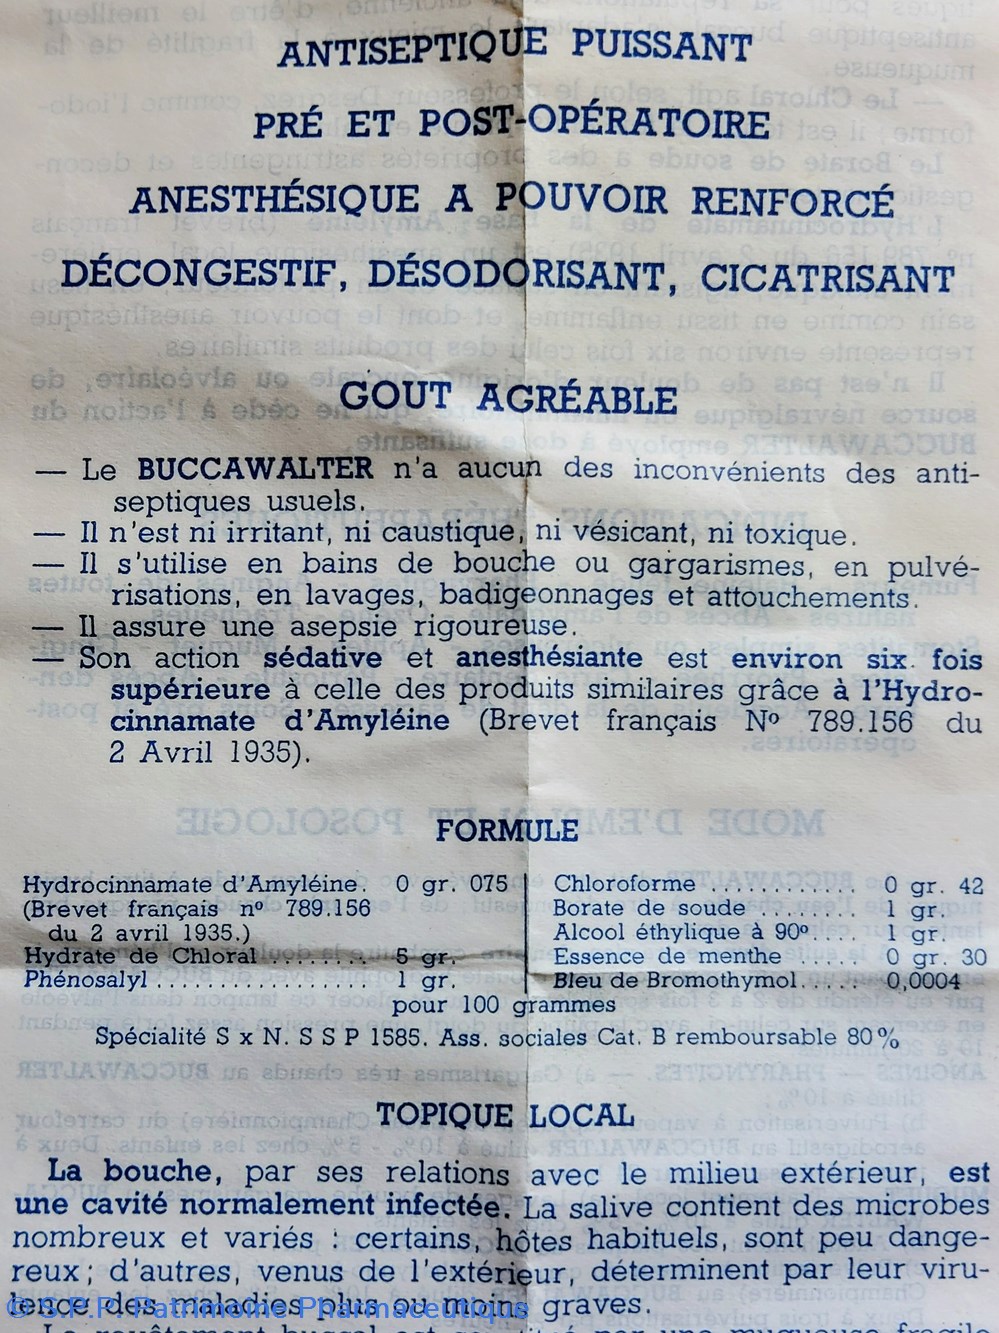 ANTISEPTIQUE PUISSANT
PRÉ ET POST-OPÉRATOIRE
ANESTHÉSIQUE A POUVOIR RENFORCÉ
DÉCONGESTIF, DÉSODORISANT, CICATRISANT
GOUT AGRÉABLE
— Le BUCCAWALTER n'a aucun des inconvénients des anti-
septiques usuels.
— Il n'est ni irritant, ni caustique, ni vésicant, ni toxique.
— Il s'utilise en bains de bouche ou gargarismes, en pulvé-
risations, en lavages, badigeonnages et attouchements.
— Il assure une asepsie rigoureuse.
— Son action sédative et anesthésiante est environ six fois
supérieure à celle des produits similaires grâce à l'Hydro-
cinnamate d'Amyléine (Brevet français Nº 789.156 du
2 Avril 1935).
FORMULE
Hydrocinnamate d'Amyléine. 0 gr. 075
(Brevet français nº 789.156
du 2 avril 1935.)
Hydrate de Chloral ......... 5 gr.
Phénosalyl ................ 1 gr.
Chloroforme ........... 0 gr. 42
Borate de soude ........ 1 gr.
Alcool éthylique à 90º .... 1 gr.
Essence de menthe ..... 0 gr. 30
Bleu de Bromothymol ..... 0,0004
pour 100 grammes
Spécialité S x N. S S P 1585. Ass. sociales Cat. B remboursable 80 %
TOPIQUE LOCAL
La bouche, par ses relations avec le milieu extérieur, est
une cavité normalement infectée. La salive contient des microbes
nombreux et variés : certains, hôtes habituels, sont peu dange-
reux ; d'autres, venus de l'extérieur, déterminent par leur viru-
lence des maladies plus ou moins graves.
© S.P.P. Patrimoine Pharmaceutique